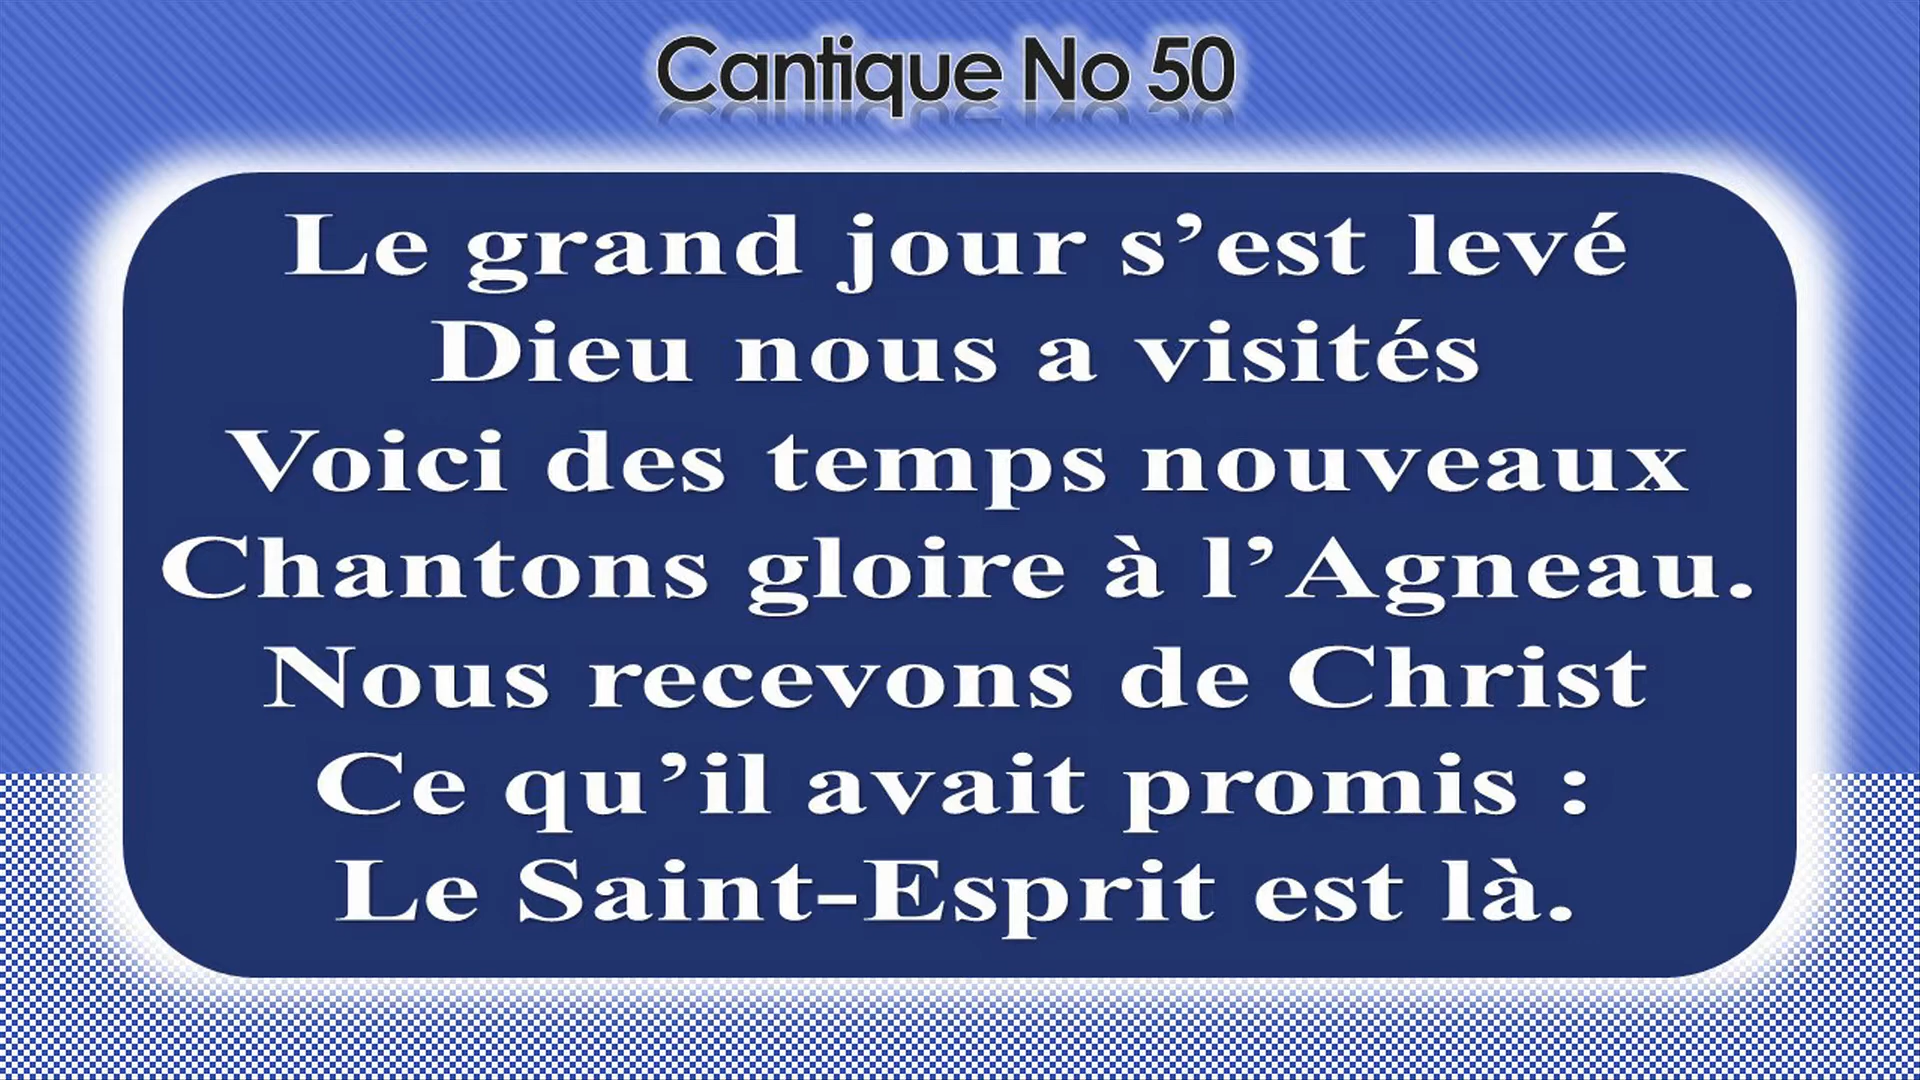 Cantique No 50
Le grand jour s’est levé
Dieu nous a visités
Voici des temps nouveaux
Chantons gloire à l’Agneau.
Nous recevons de Christ
Ce qu’il avait promis :
Le Saint-Esprit est là.